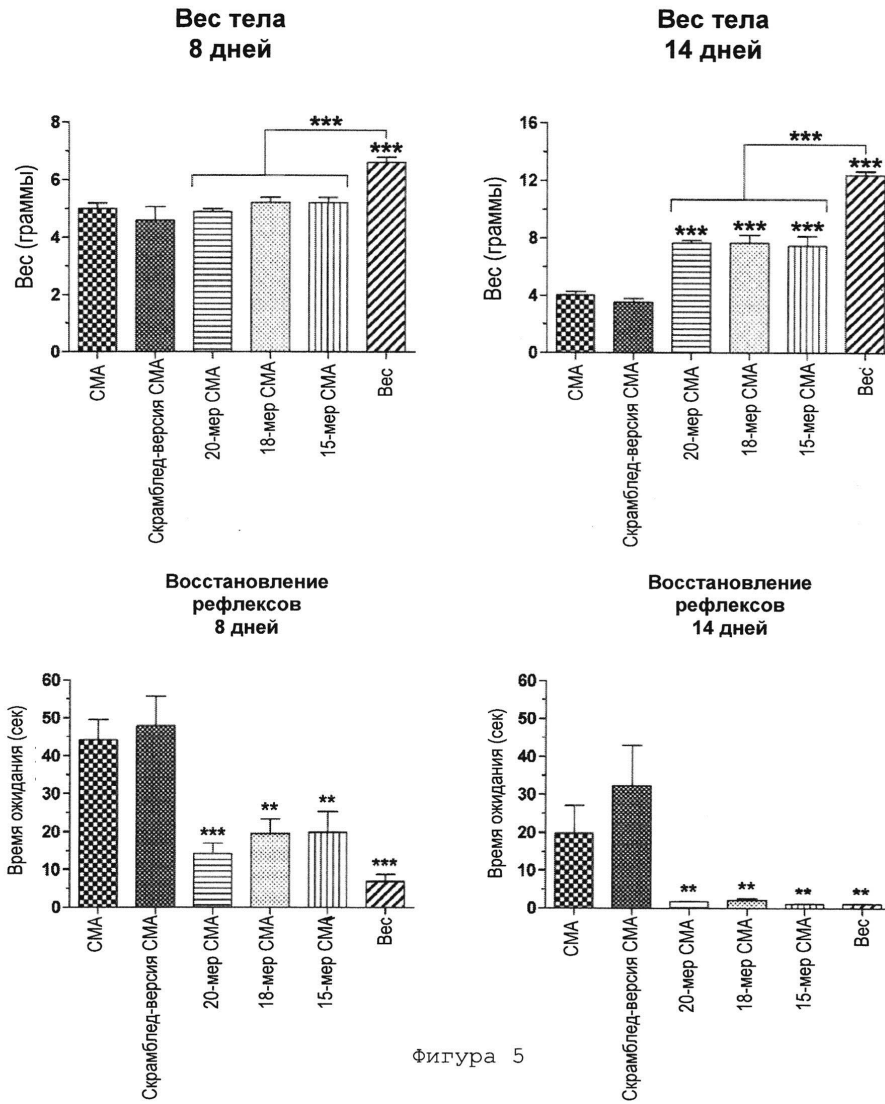 Вес тела
8 дней
Вес (граммы)
8
6
4
2
0
***
***
СМА
Скрамблед-версия СМА
20-мер СМА
18-мер СМА
15-мер СМА
Вес
Вес тела
14 дней
Вес (граммы)
16
12
8
4
0
***
***
***
***
***
СМА
Скрамблед-версия СМА
20-мер СМА
18-мер СМА
15-мер СМА
Вес
Восстановление
рефлексов
8 дней
Время ожидания (сек)
60
50
40
30
20
10
0
***
**
**
***
СМА
Скрамблед-версия СМА
20-мер СМА
18-мер СМА
15-мер СМА
Вес
Восстановление
рефлексов
14 дней
Время ожидания (сек)
60
50
40
30
20
10
0
**
**
**
**
СМА
Скрамблед-версия СМА
20-мер СМА
18-мер СМА
15-мер СМА
Вес
Фигура 5